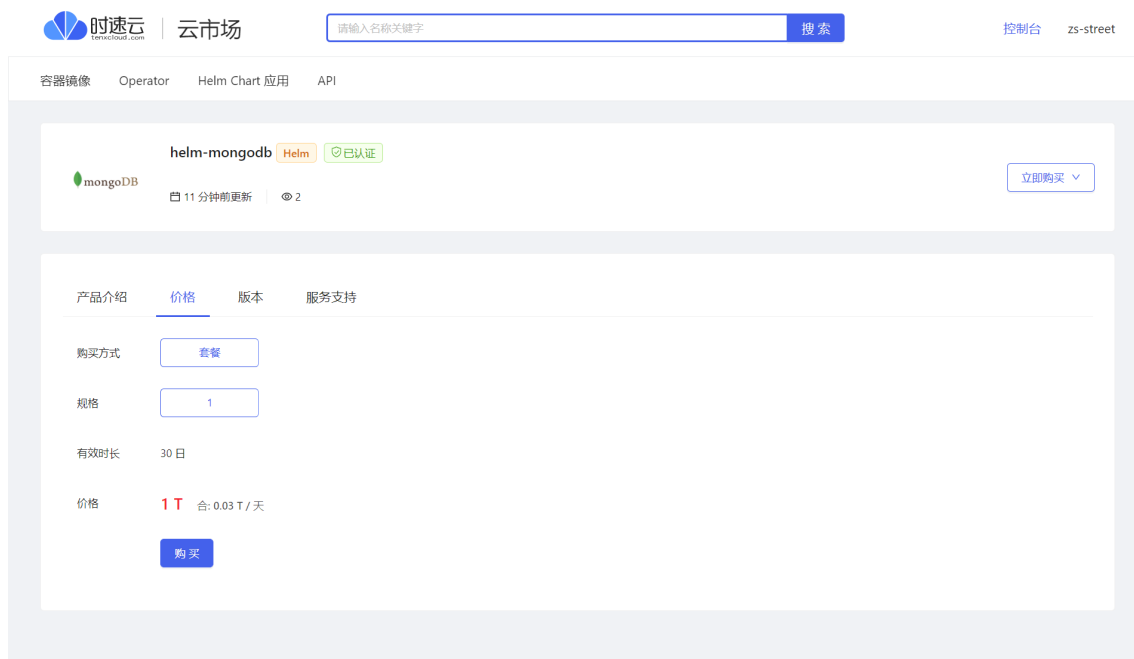 时速云 云市场 请输入名称关键字 搜 索 控制台 zs-street
tenxcloud.com
容器镜像 Operator Helm Chart 应用 API
helm-mongodb Helm 已认证
mongoDB
立即购买
11 分钟前更新 2
产品介绍 价格 版本 服务支持
购买方式 套餐
规格 1
有效时长 30 日
价格 1 T 合: 0.03 T / 天
购 买